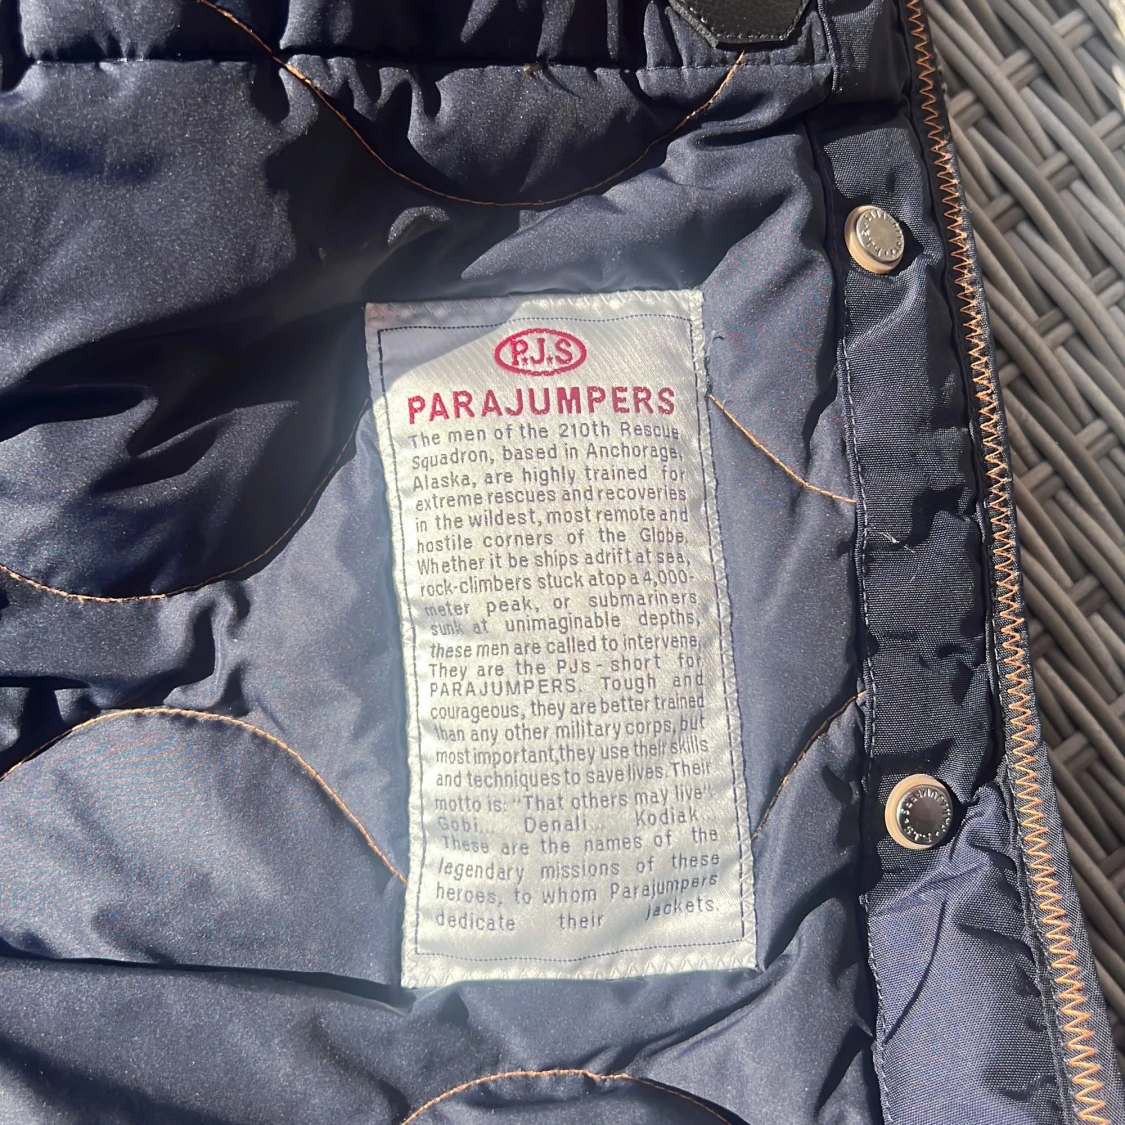 P.J.S
PARAJUMPERS
The men of the 210th Rescue
Squadron, based in Anchorage,
Alaska, are highly trained for
extreme rescues and recoveries
in the wildest, most remote and
hostile corners of the Globe.
Whether it be ships adrift at sea,
rock-climbers stuck atop a 4,000-
meter peak, or submariners
sunk at unimaginable depths,
these men are called to intervene.
They are the PJs - short for
PARAJUMPERS. Tough and
courageous, they are better trained
than any other military corps, but
most important, they use their skills
and techniques to save lives. Their
motto is: "That others may live".
Gobi... Denali... Kodiak...
These are the names of the
legendary missions of these
heroes, to whom Parajumpers
dedicate their jackets.